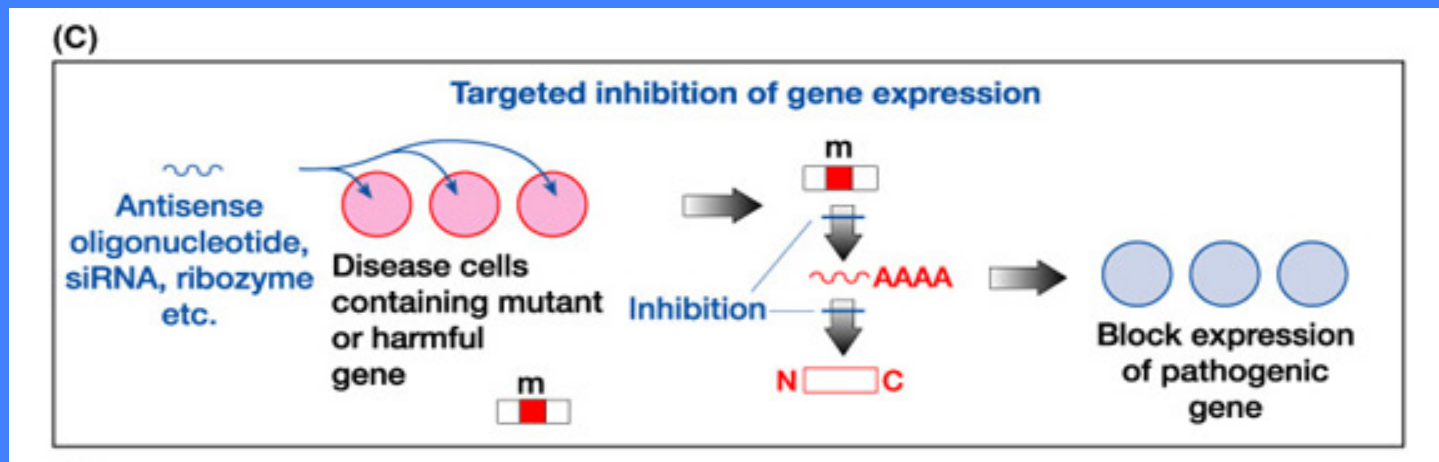 (C)
Targeted inhibition of gene expression
Antisense
oligonucleotide,
siRNA, ribozyme
etc.
Disease cells
containing mutant
or harmful
gene
m
m
AAAA
Inhibition
N C
Block expression
of pathogenic
gene